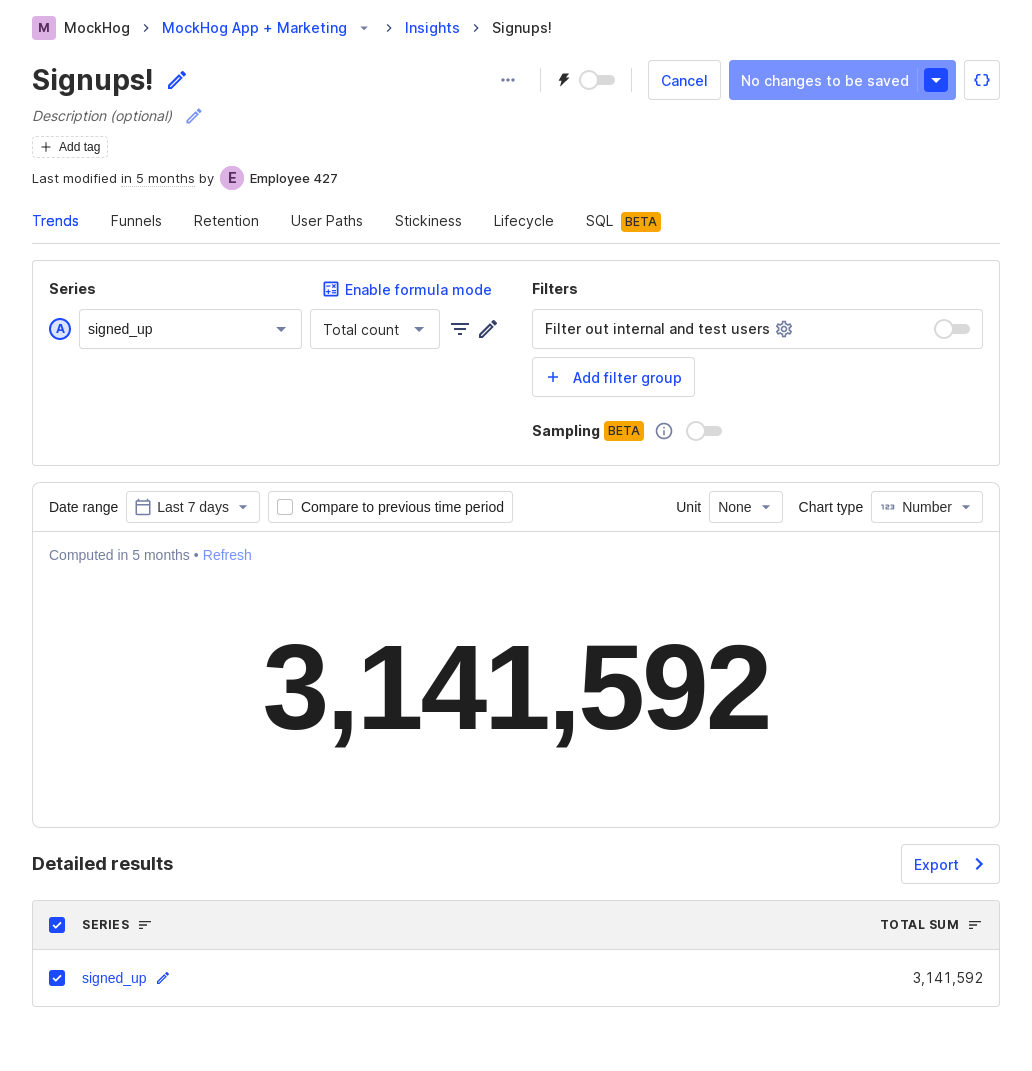 M MockHog MockHog App + Marketing Insights Signups!
Signups!
Cancel No changes to be saved
Description (optional)
Add tag
Last modified in 5 months by E Employee 427
Trends Funnels Retention User Paths Stickiness Lifecycle SQL BETA
Series Enable formula mode
A signed_up Total count
Filters
Filter out internal and test users
Add filter group
Sampling BETA
Date range Last 7 days Compare to previous time period Unit None Chart type 123 Number
Computed in 5 months • Refresh
3,141,592
Detailed results Export
SERIES TOTAL SUM
signed_up 3,141,592